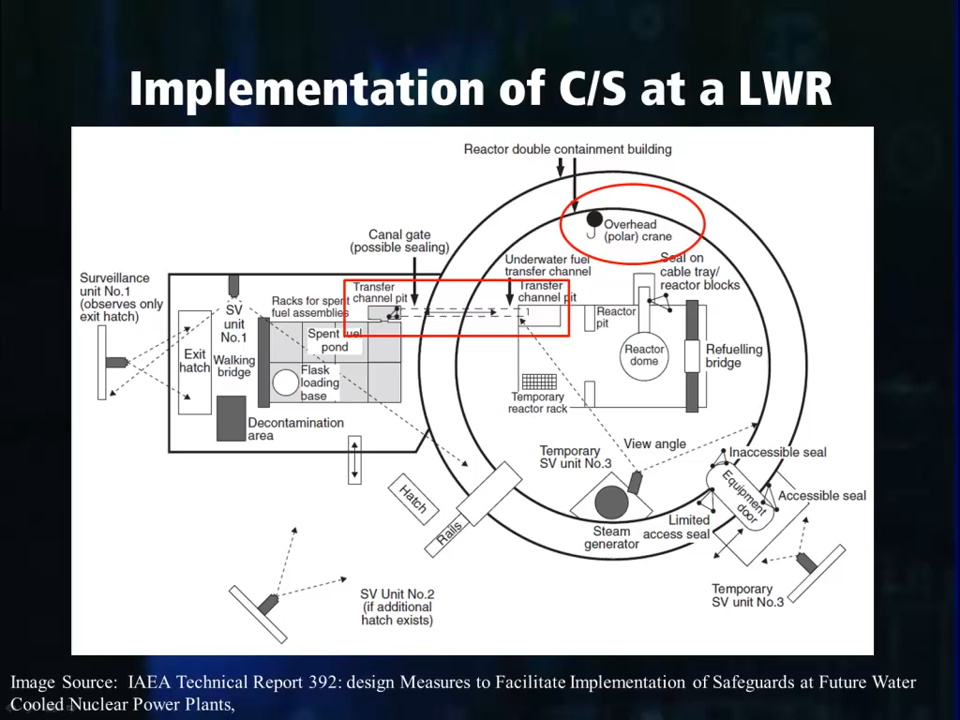 Implementation of C/S at a LWR
Reactor double containment building
Overhead
(polar) crane
Canal gate
(possible sealing)
Underwater fuel
transfer channel
Seal on
cable tray/
reactor blocks
Surveillance
unit No.1
(observes only
exit hatch)
SV
unit
No.1
Racks for spent
fuel assemblies
Transfer
channel pit
Transfer
channel pit
1
Reactor
pit
Spent fuel
pond
Exit
hatch
Walking
bridge
Reactor
dome
Refuelling
bridge
Flask
loading
base
Temporary
reactor rack
Decontamination
area
View angle
Temporary
SV unit No.3
Inaccessible seal
Equipment
door
Accessible seal
Hatch
Rails
Steam
generator
Limited
access seal
SV Unit No.2
(if additional
hatch exists)
Temporary
SV unit No.3
Image Source: IAEA Technical Report 392: design Measures to Facilitate Implementation of Safeguards at Future Water
Cooled Nuclear Power Plants,